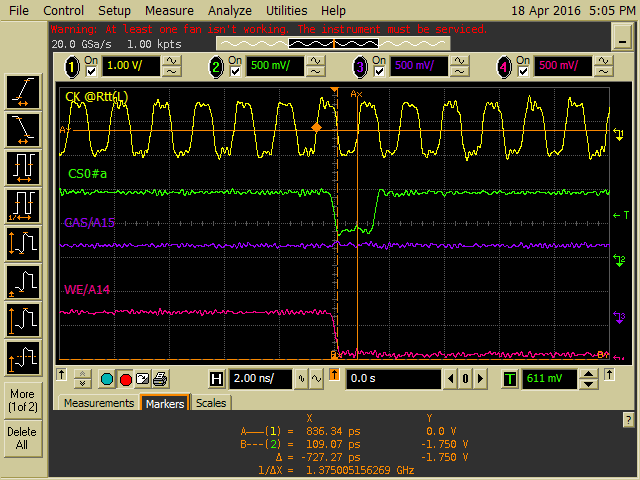 File Control Setup Measure Analyze Utilities Help 18 Apr 2016 5:05 PM
Warning: At least one fan isn't working. The instrument must be serviced.
20.0 GSa/s 1.00 kpts
1 On 1.00 V/ 2 On 500 mV/ 3 On 500 mV/ 4 On 500 mV/
CK @Rtt(L)
A
A
1
CS0#a
T
CAS/A15
2
WE/A14
3
B
More
(1of 2)
Delete
All
H 2.00 ns/ 0.0 s 0 T 611 mV
Measurements Markers Scales
?
X Y
A——(1) = 836.34 ps 0.0 V
B---(2) = 109.07 ps -1.750 V
Δ = -727.27 ps -1.750 V
1/ΔX = 1.375005156269 GHz